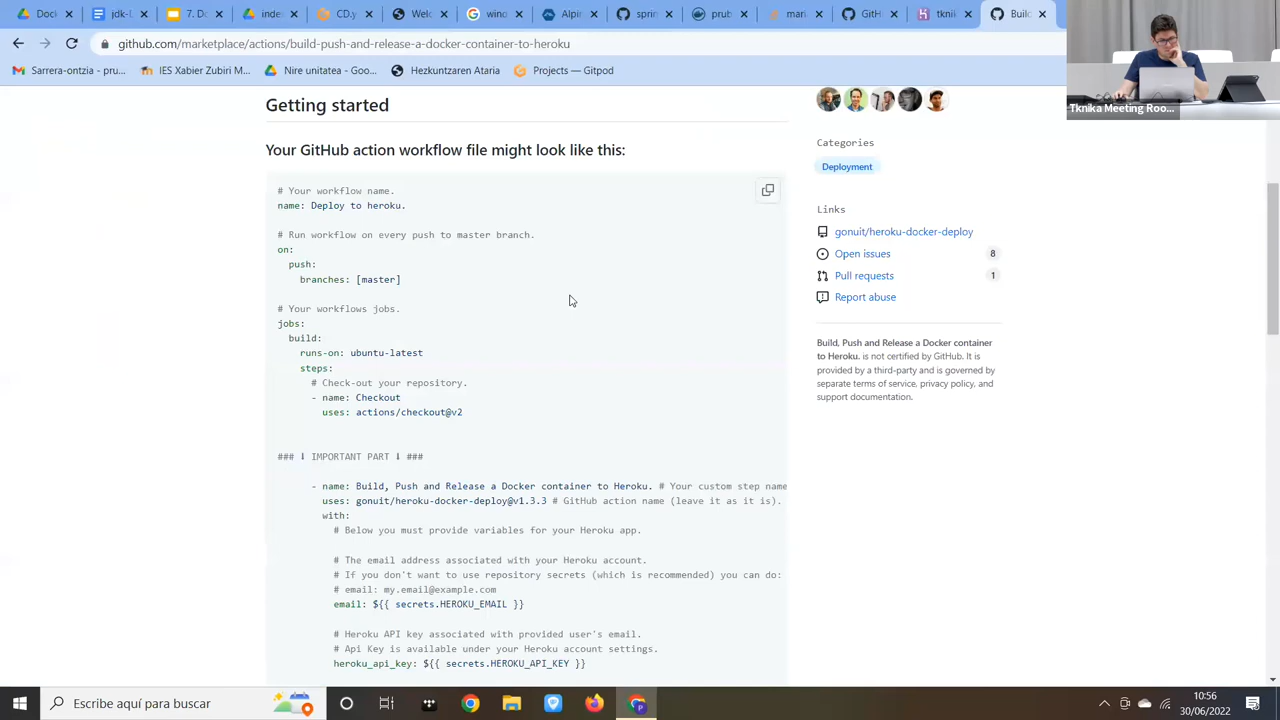 sprin
Prod
sprin
Build
github.com/marketplace/actions/build-push-and-release-a-docker-container-to-heroku
Sarrera-ontzia - pru...
IES Xabier Zubiri M...
Nire unitatea - Goo...
Hezkuntzaren Ataria
Projects — Gitpod
Tknika Meeting Roo...
Getting started
Your GitHub action workflow file might look like this:
# Your workflow name.
name: Deploy to heroku.
# Run workflow on every push to master branch.
on:
push:
branches: [master]
# Your workflows jobs.
jobs:
build:
runs-on: ubuntu-latest
steps:
# Check-out your repository.
- name: Checkout
uses: actions/checkout@v2
### ⬇ IMPORTANT PART ⬇ ###
- name: Build, Push and Release a Docker container to Heroku. # Your custom step name
uses: gonuit/heroku-docker-deploy@v1.3.3 # GitHub action name (leave it as it is).
with:
# Below you must provide variables for your Heroku app.
# The email address associated with your Heroku account.
# If you don't want to use repository secrets (which is recommended) you can do:
# email: my.email@example.com
email: ${{ secrets.HEROKU_EMAIL }}
# Heroku API key associated with provided user's email.
# Api Key is available under your Heroku account settings.
heroku_api_key: ${{ secrets.HEROKU_API_KEY }}
Categories
Deployment
Links
gonuit/heroku-docker-deploy
Open issues 8
Pull requests 1
Report abuse
Build, Push and Release a Docker container
to Heroku. is not certified by GitHub. It is
provided by a third-party and is governed by
separate terms of service, privacy policy, and
support documentation.
Escribe aquí para buscar
10:56
30/06/2022